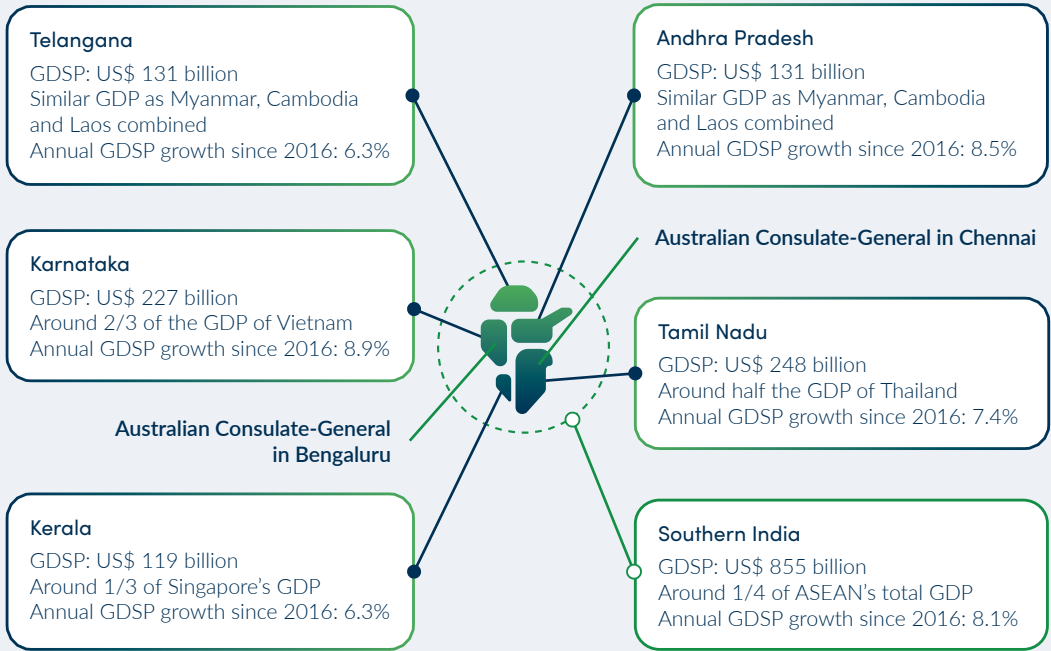 Telangana
GDSP: US$ 131 billion
Similar GDP as Myanmar, Cambodia
and Laos combined
Annual GDSP growth since 2016: 6.3%
Andhra Pradesh
GDSP: US$ 131 billion
Similar GDP as Myanmar, Cambodia
and Laos combined
Annual GDSP growth since 2016: 8.5%
Australian Consulate-General in Chennai
Karnataka
GDSP: US$ 227 billion
Around 2/3 of the GDP of Vietnam
Annual GDSP growth since 2016: 8.9%
Tamil Nadu
GDSP: US$ 248 billion
Around half the GDP of Thailand
Annual GDSP growth since 2016: 7.4%
Australian Consulate-General
in Bengaluru
Kerala
GDSP: US$ 119 billion
Around 1/3 of Singapore’s GDP
Annual GDSP growth since 2016: 6.3%
Southern India
GDSP: US$ 855 billion
Around 1/4 of ASEAN’s total GDP
Annual GDSP growth since 2016: 8.1%